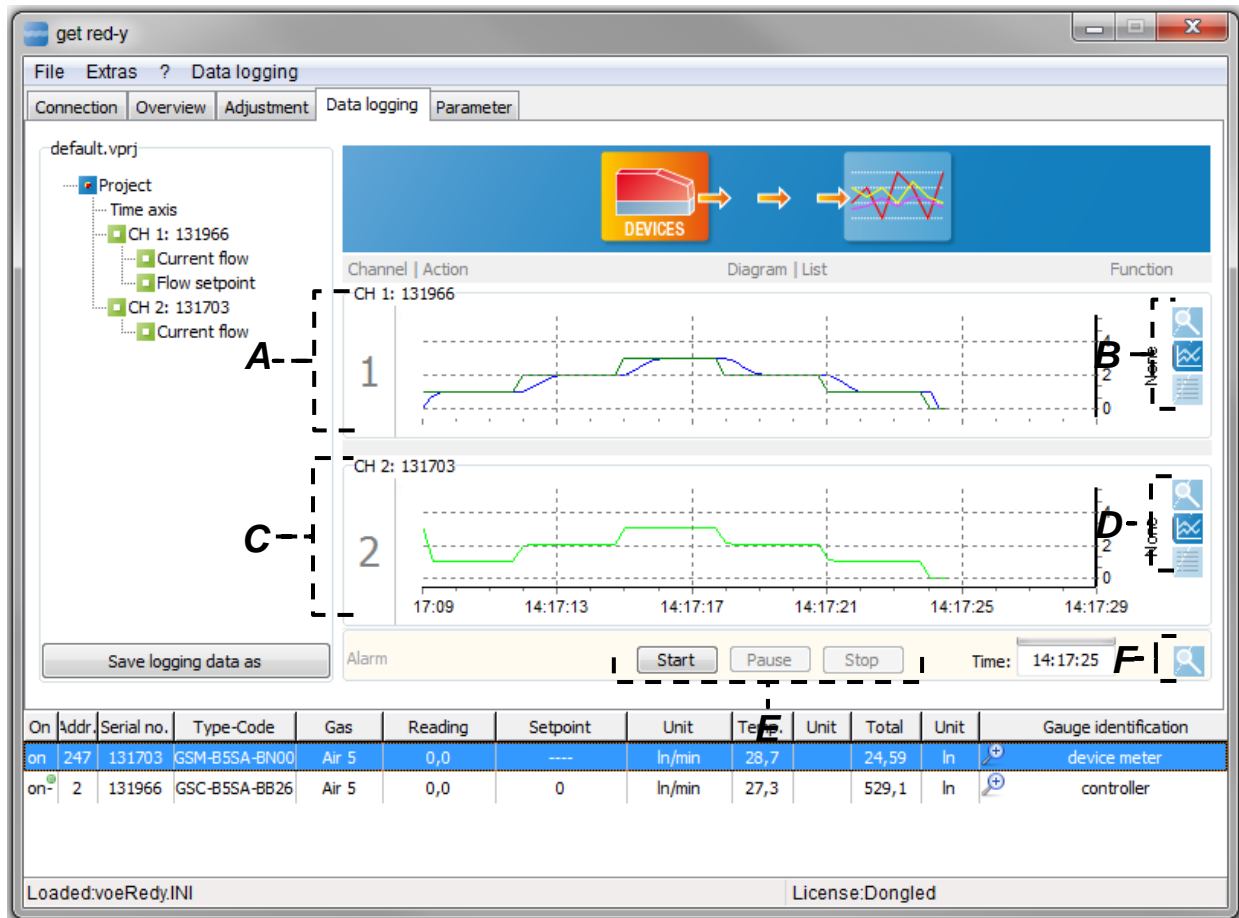 get red-y
File Extras ? Data logging
Connection Overview Adjustment Data logging Parameter
default.vprj
Project
Time axis
CH 1: 131966
Current flow
Flow setpoint
CH 2: 131703
Current flow
Save logging data as
DEVICES
Channel | Action Diagram | List Function
CH 1: 131966
A
1
4
2
0
None
B
CH 2: 131703
C
2
4
2
0
None
D
17:09 14:17:13 14:17:17 14:17:21 14:17:25 14:17:29
Alarm Start Pause Stop Time: 14:17:25 F
E
On Addr. Serial no. Type-Code Gas Reading Setpoint Unit Temp. Unit Total Unit Gauge identification
on 247 131703 GSM-B5SA-BN00 Air 5 0,0 ---- ln/min 28,7 24,59 ln device meter
on- 2 131966 GSC-B5SA-BB26 Air 5 0,0 0 ln/min 27,3 529,1 ln controller
Loaded:voeRedy.INI License:Dongled